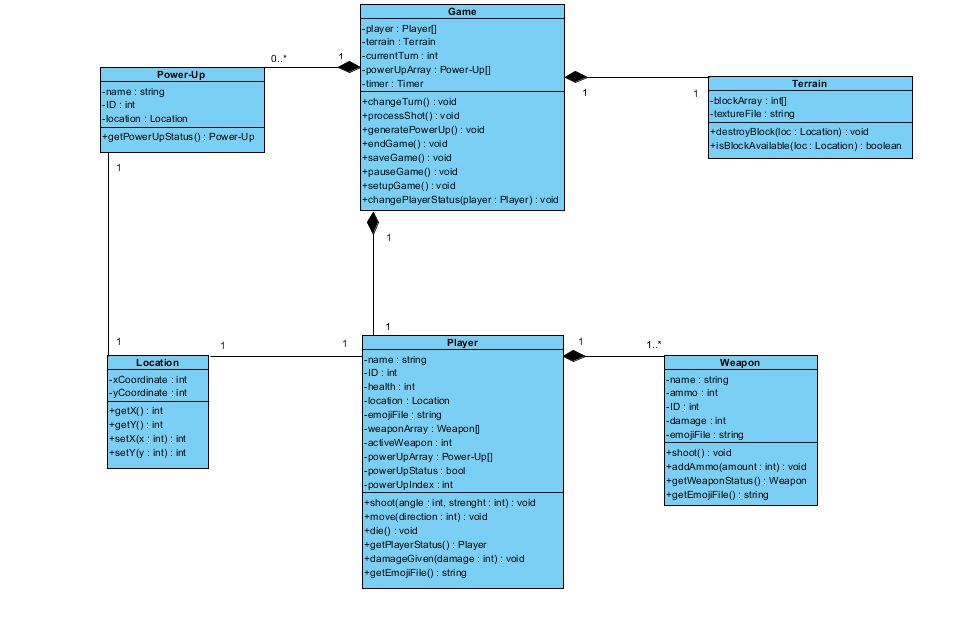 Game
-player : Player[]
-terrain : Terrain
-currentTurn : int
-powerUpArray : Power-Up[]
-timer : Timer
+changeTurn() : void
+processShot() : void
+generatePowerUp() : void
+endGame() : void
+saveGame() : void
+pauseGame() : void
+setupGame() : void
+changePlayerStatus(player : Player) : void
0..*
1
Power-Up
-name : string
-ID : int
-location : Location
+getPowerUpStatus() : Power-Up
1
1
Terrain
-blockArray : int[]
-textureFile : string
+destroyBlock(loc : Location) : void
+isBlockAvailable(loc : Location) : boolean
1
1
1
1
Location
-xCoordinate : int
-yCoordinate : int
+getX() : int
+getY() : int
+setX(x : int) : int
+setY(y : int) : int
1
1
Player
-name : string
-ID : int
-health : int
-location : Location
-emojiFile : string
-weaponArray : Weapon[]
-activeWeapon : int
-powerUpArray : Power-Up[]
-powerUpStatus : bool
-powerUpIndex : int
+shoot(angle : int, strenght : int) : void
+move(direction : int) : void
+die() : void
+getPlayerStatus() : Player
+damageGiven(damage : int) : void
+getEmojiFile() : string
1
1..*
Weapon
-name : string
-ammo : int
-ID : int
-damage : int
-emojiFile : string
+shoot() : void
+addAmmo(amount : int) : void
+getWeaponStatus() : Weapon
+getEmojiFile() : string